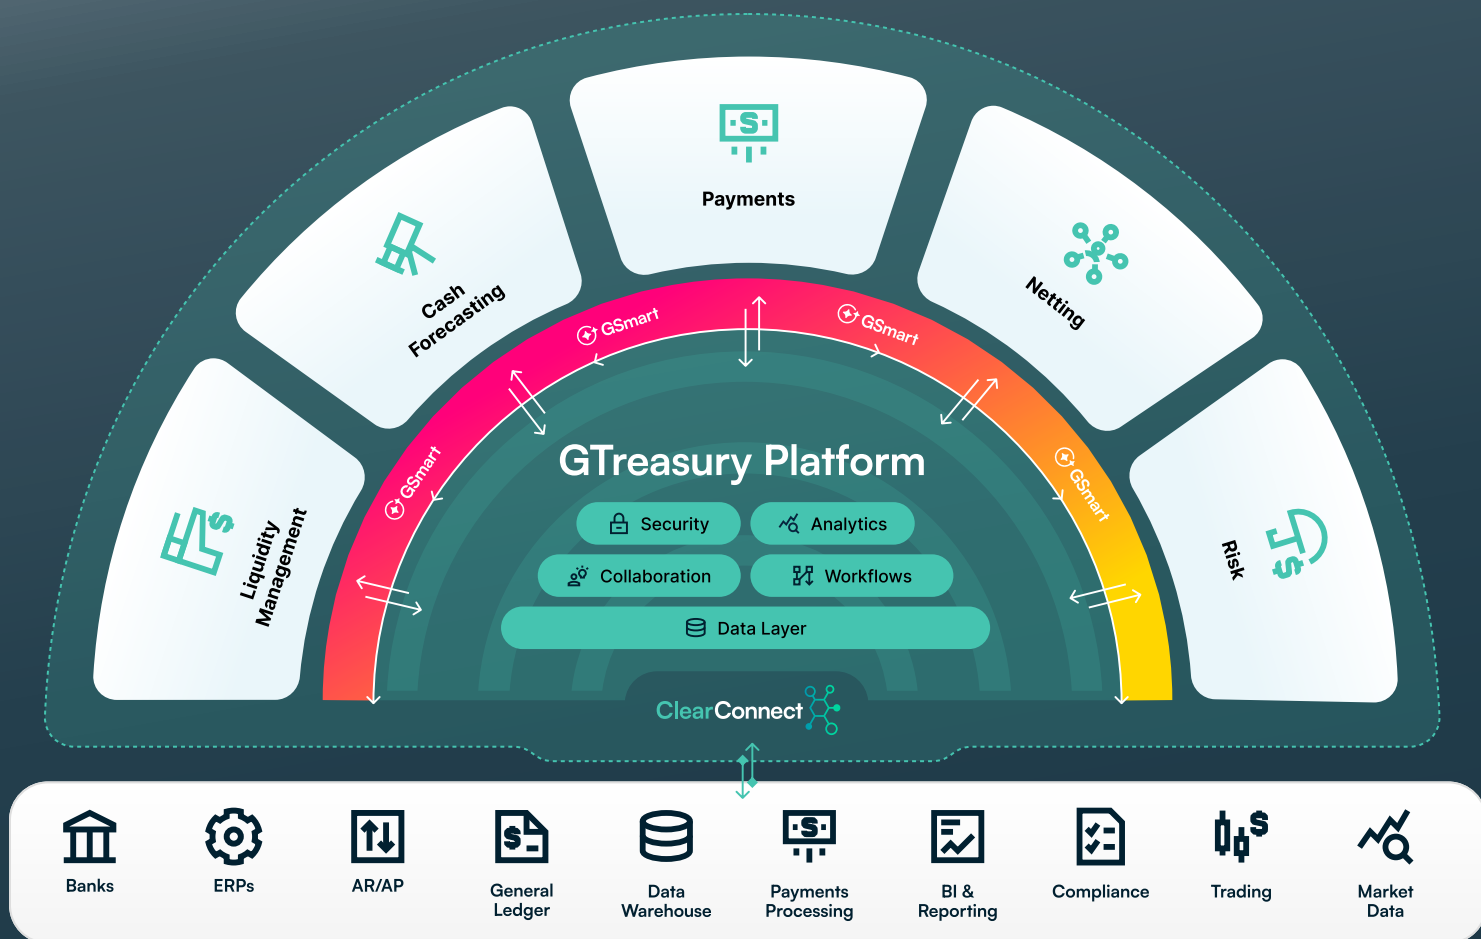 Payments
Cash
Forecasting
Netting
Liquidity
Management
Risk
GSmart
GSmart
GSmart
GSmart
GTreasury Platform
Security
Analytics
Collaboration
Workflows
Data Layer
ClearConnect
Banks
ERPs
AR/AP
General
Ledger
Data
Warehouse
Payments
Processing
BI &
Reporting
Compliance
Trading
Market
Data